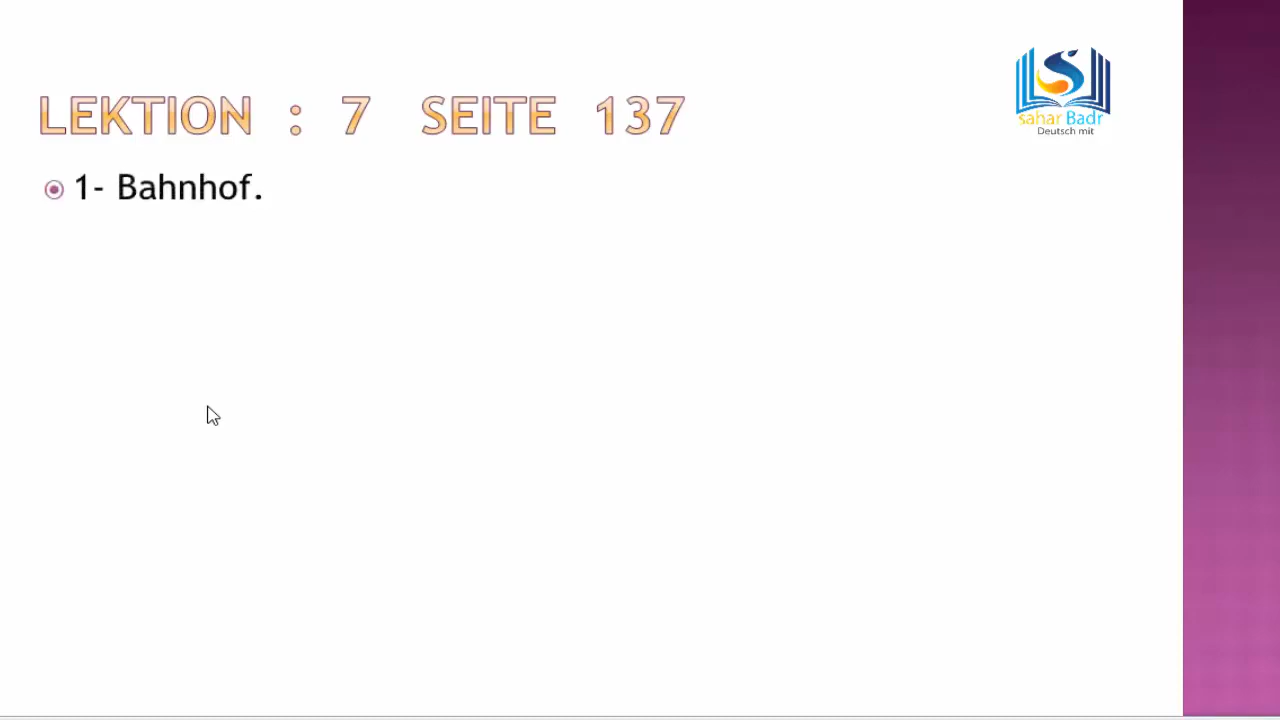 LEKTION : 7 SEITE 137
sahar Badr
Deutsch mit
1- Bahnhof.